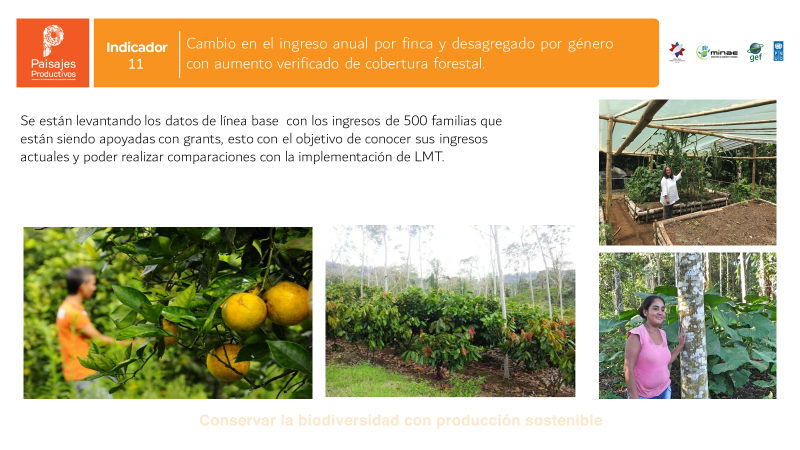 Paisajes
Productivos
Indicador
11
Cambio en el ingreso anual por finca y desagregado por género
con aumento verificado de cobertura forestal.
minae
gef
Se están levantando los datos de línea base con los ingresos de 500 familias que
están siendo apoyadas con grants, esto con el objetivo de conocer sus ingresos
actuales y poder realizar comparaciones con la implementación de LMT.
Conservar la biodiversidad con producción sostenible